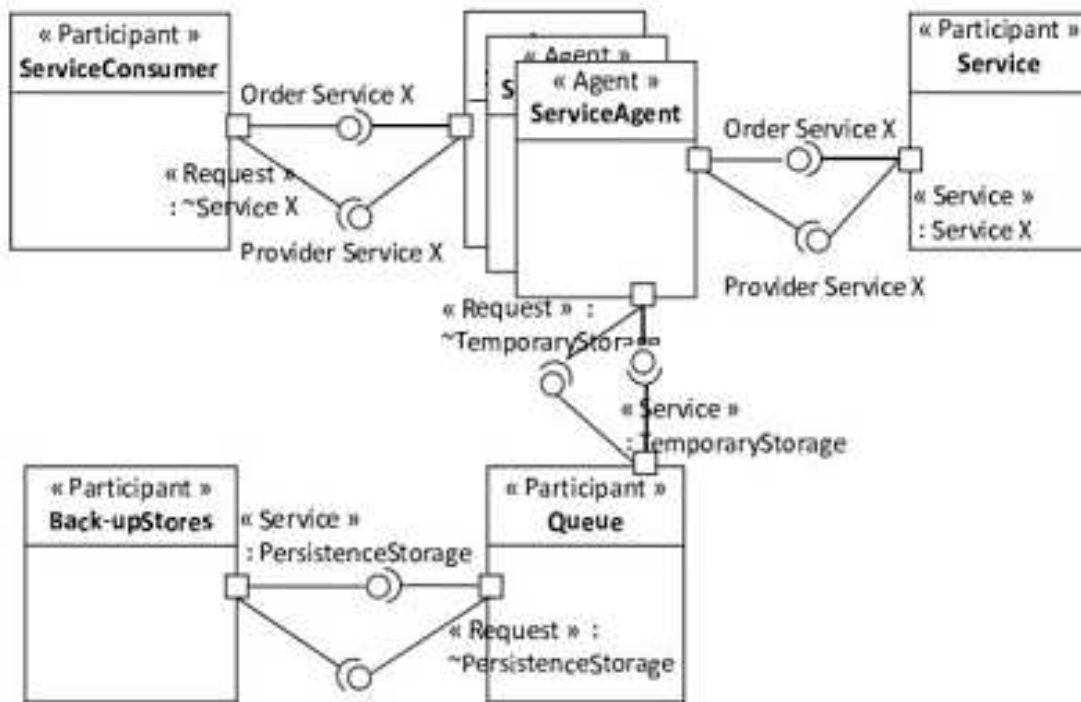 « Participant »
ServiceConsumer
Order Service X
« Request »
: ~Service X
Provider Service X
« Agent »
S
« Agent »
ServiceAgent
« Participant »
Service
Order Service X
« Service »
: Service X
Provider Service X
« Request » :
~TemporaryStorage
« Service »
: TemporaryStorage
« Participant »
Back-upStores
« Service »
: PersistenceStorage
« Participant »
Queue
« Request » :
~PersistenceStorage